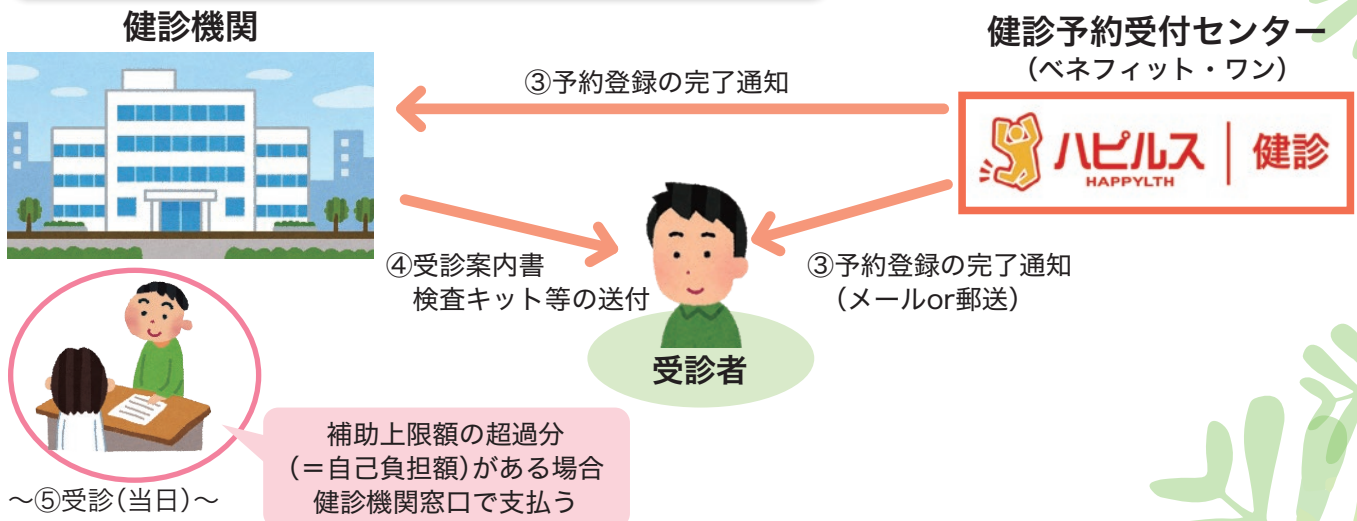 健診機関
健診予約受付センター
（ベネフィット・ワン）
③予約登録の完了通知
ハピルス｜健診
HAPPYLTH
④受診案内書
検査キット等の送付
③予約登録の完了通知
（メールor郵送）
受診者
補助上限額の超過分
（＝自己負担額）がある場合
健診機関窓口で支払う
～⑤受診（当日）～